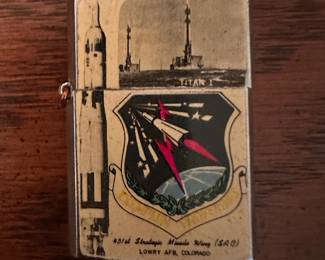 TITAN I
451st Strategic Missile Wing (SAC)
LOWRY AFB, COLORADO